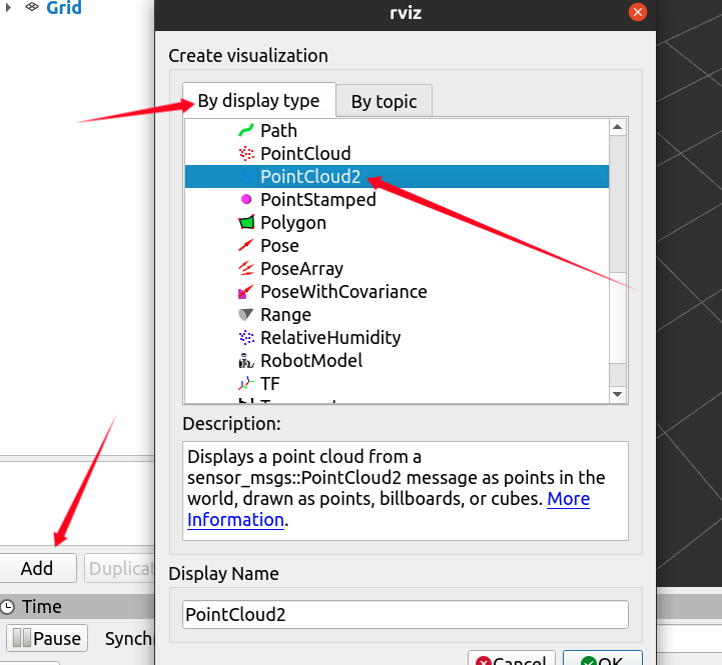 Grid
rviz
Create visualization
By display type
By topic
Path
PointCloud
PointCloud2
PointStamped
Polygon
Pose
PoseArray
PoseWithCovariance
Range
RelativeHumidity
RobotModel
TF
Description:
Displays a point cloud from a
sensor_msgs::PointCloud2 message as points in the
world, drawn as points, billboards, or cubes. More
Information.
Add
Duplicat
Display Name
Time
PointCloud2
Pause
Synchr
Cancel
OK